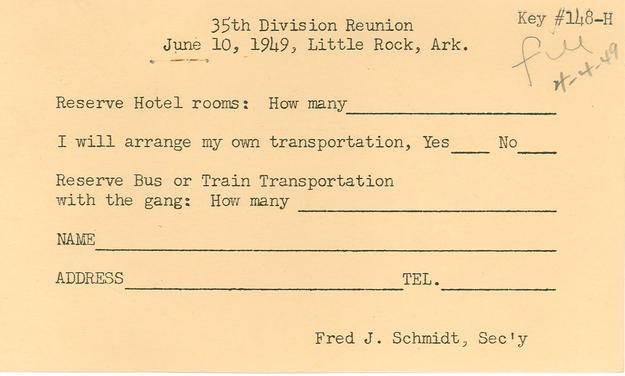 Key #148-H
35th Division Reunion
June 10, 1949, Little Rock, Ark.
file
4-4-49
Reserve Hotel rooms: How many
I will arrange my own transportation, Yes No
Reserve Bus or Train Transportation
with the gang: How many
NAME
ADDRESS TEL.
Fred J. Schmidt, Sec'y